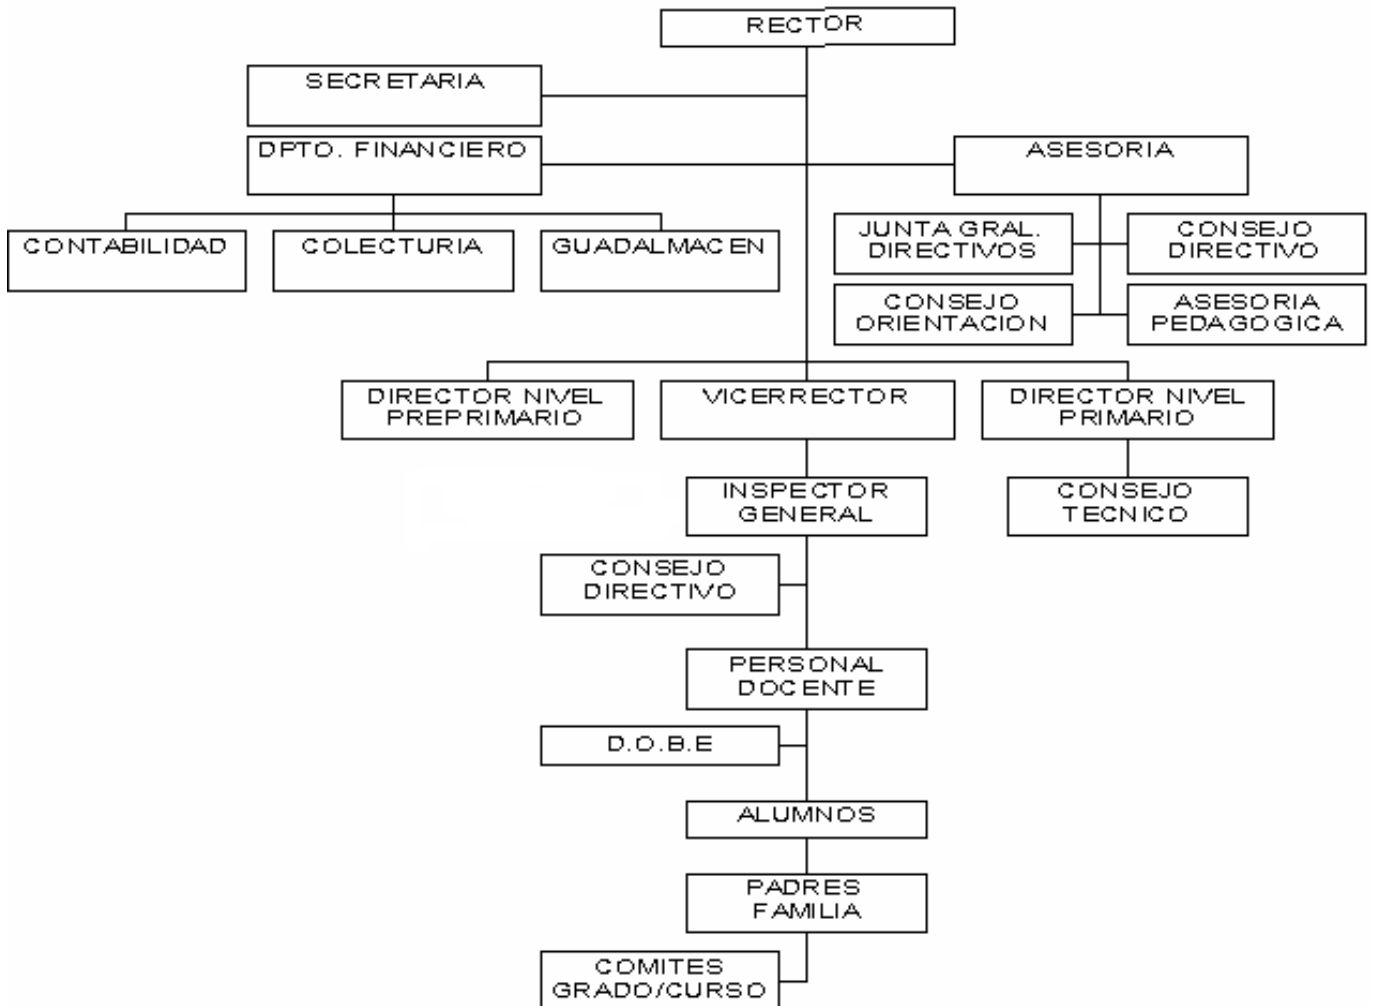 RECTOR
SECRETARIA
DPTO. FINANCIERO
ASESORIA
CONTABILIDAD
COLECTURIA
GUADALMACEN
JUNTA GRAL.
DIRECTIVOS
CONSEJO
DIRECTIVO
CONSEJO
ORIENTACION
ASESORIA
PEDAGOGICA
DIRECTOR NIVEL
PREPRIMARIO
VICERRECTOR
DIRECTOR NIVEL
PRIMARIO
INSPECTOR
GENERAL
CONSEJO
TECNICO
CONSEJO
DIRECTIVO
PERSONAL
DOCENTE
D.O.B.E
ALUMNOS
PADRES
FAMILIA
COMITES
GRADO/CURSO